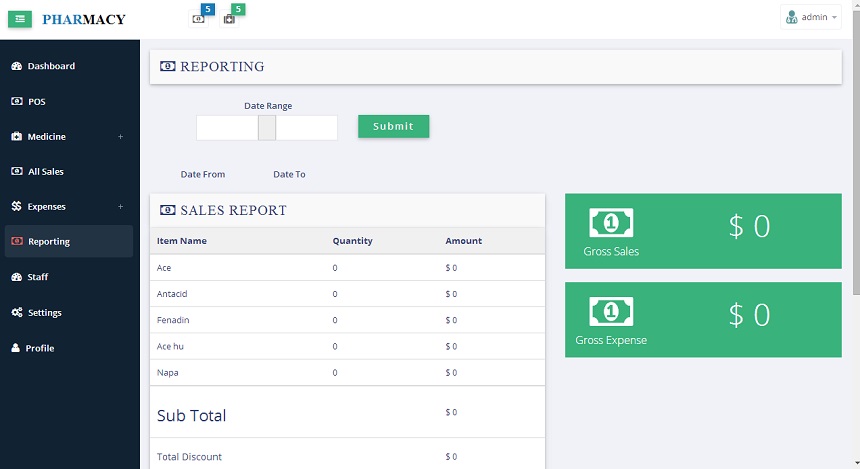 PHARMACY
5
5
admin
Dashboard
POS
Medicine +
All Sales
Expenses +
Reporting
Staff
Settings
Profile
REPORTING
Date Range
Submit
Date From Date To
SALES REPORT
Item Name Quantity Amount
Ace 0 $ 0
Antacid 0 $ 0
Fenadin 0 $ 0
Ace hu 0 $ 0
Napa 0 $ 0
Sub Total $ 0
Total Discount $ 0
1 $ 0
Gross Sales
1 $ 0
Gross Expense